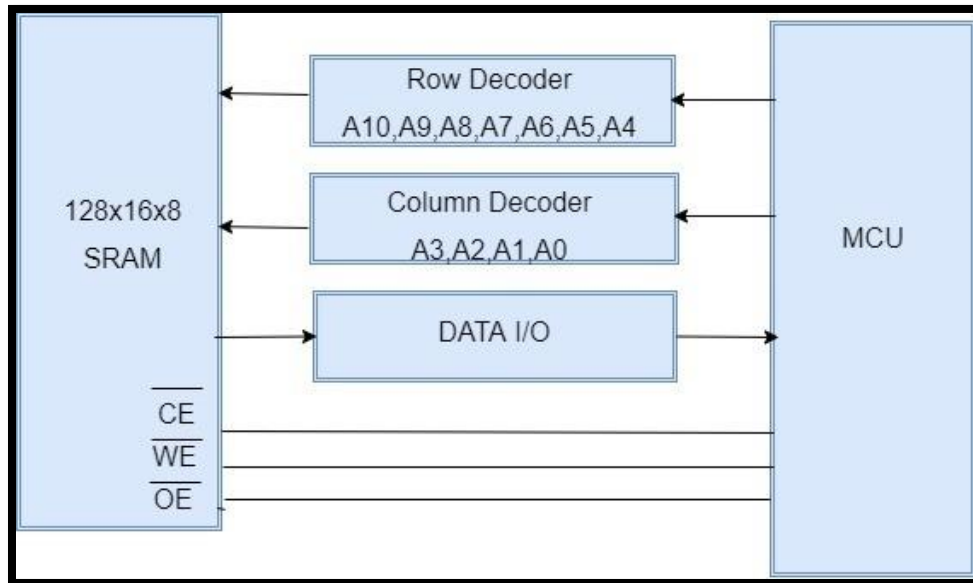 128x16x8
SRAM
Row Decoder
A10,A9,A8,A7,A6,A5,A4
Column Decoder
A3,A2,A1,A0
DATA I/O
MCU
CE
WE
OE